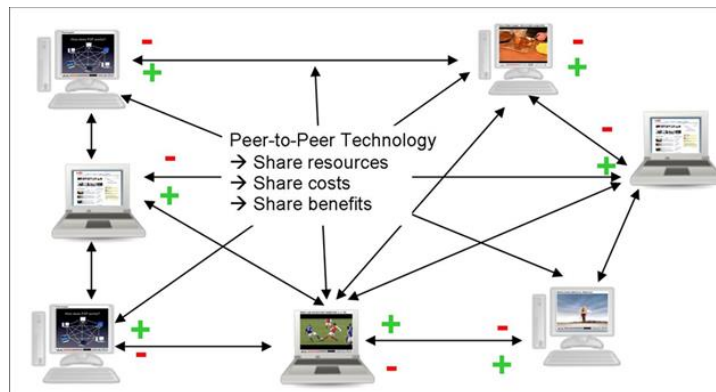 Peer-to-Peer Technology
→ Share resources
→ Share costs
→ Share benefits